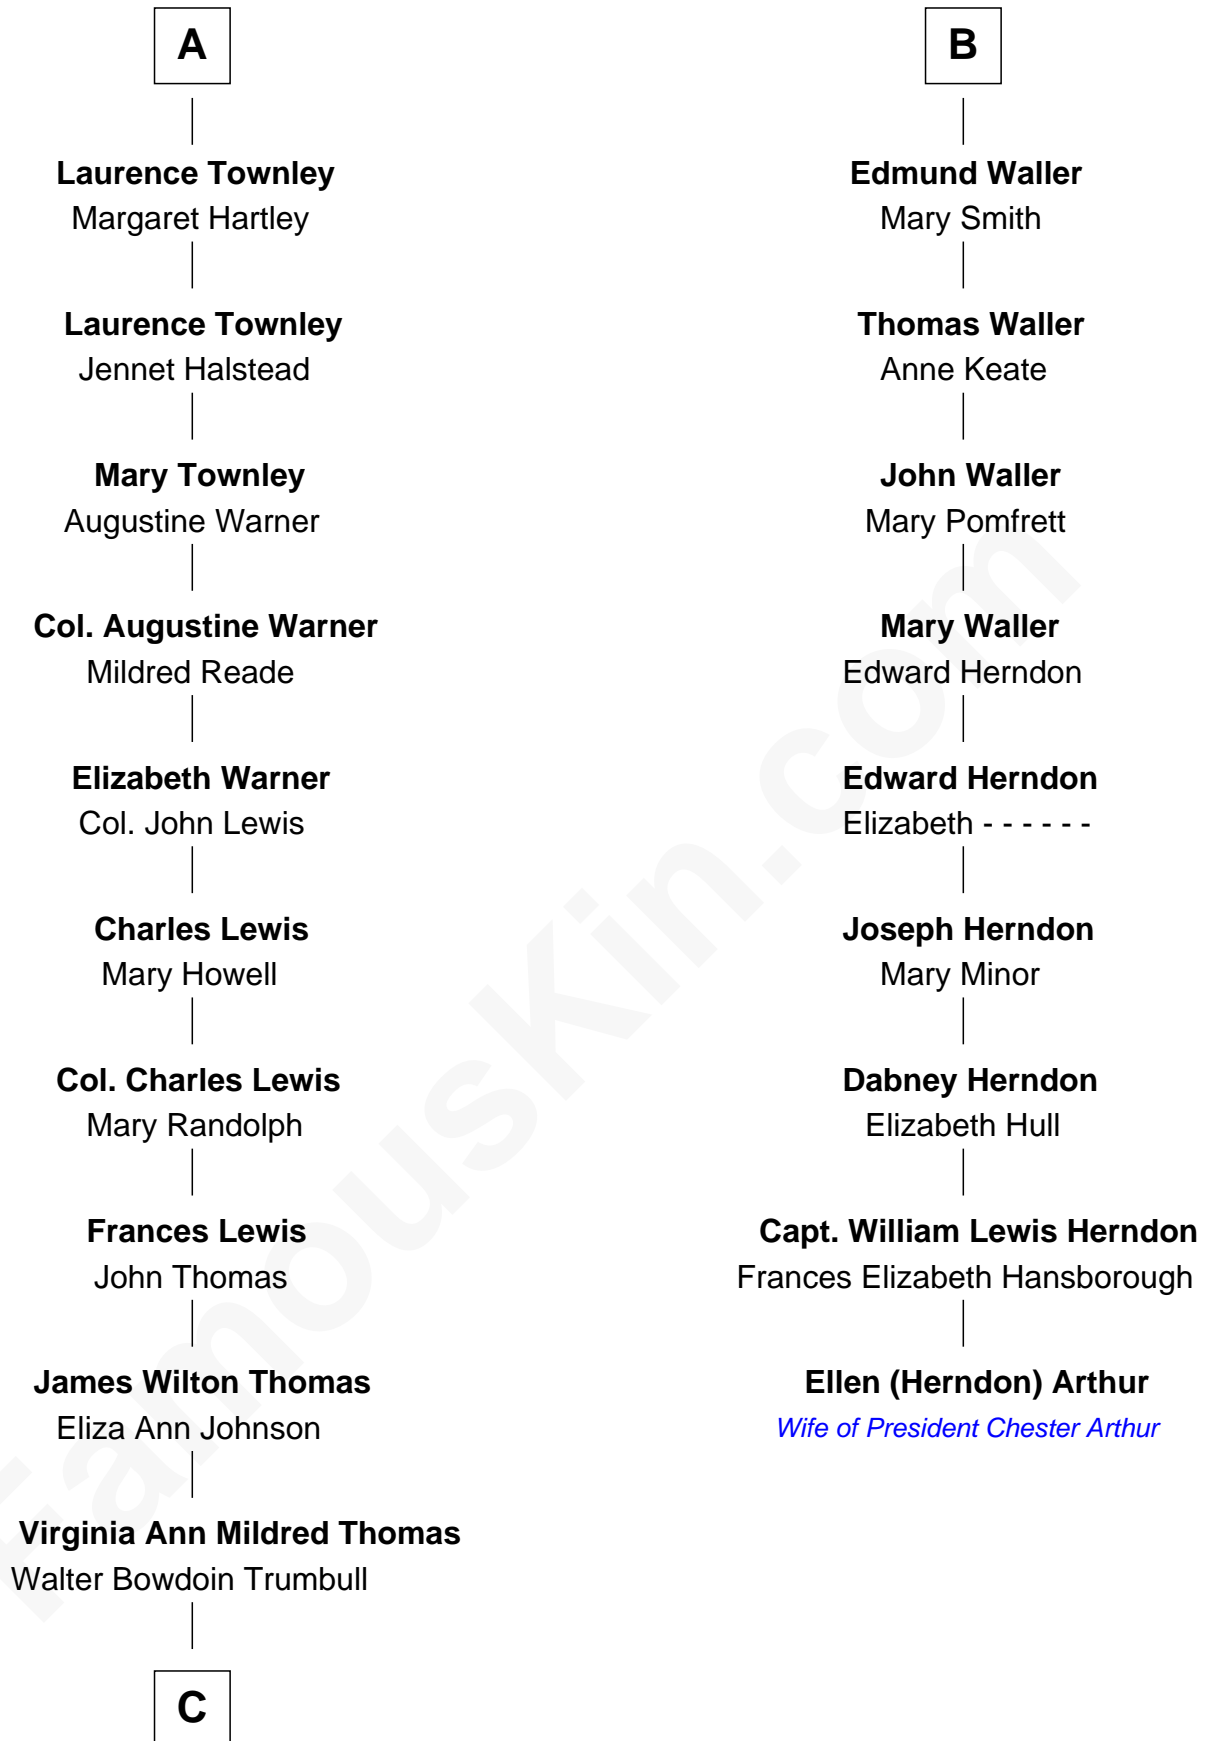 A
Laurence Townley
Margaret Hartley
Laurence Townley
Jennet Halstead
Mary Townley
Augustine Warner
Col. Augustine Warner
Mildred Reade
Elizabeth Warner
Col. John Lewis
Charles Lewis
Mary Howell
Col. Charles Lewis
Mary Randolph
Frances Lewis
John Thomas
James Wilton Thomas
Eliza Ann Johnson
Virginia Ann Mildred Thomas
Walter Bowdoin Trumbull
C
B
Edmund Waller
Mary Smith
Thomas Waller
Anne Keate
John Waller
Mary Pomfrett
Mary Waller
Edward Herndon
Edward Herndon
Elizabeth - - - - - -
Joseph Herndon
Mary Minor
Dabney Herndon
Elizabeth Hull
Capt. William Lewis Herndon
Frances Elizabeth Hansborough
Ellen (Herndon) Arthur
Wife of President Chester Arthur
FamousKin.com